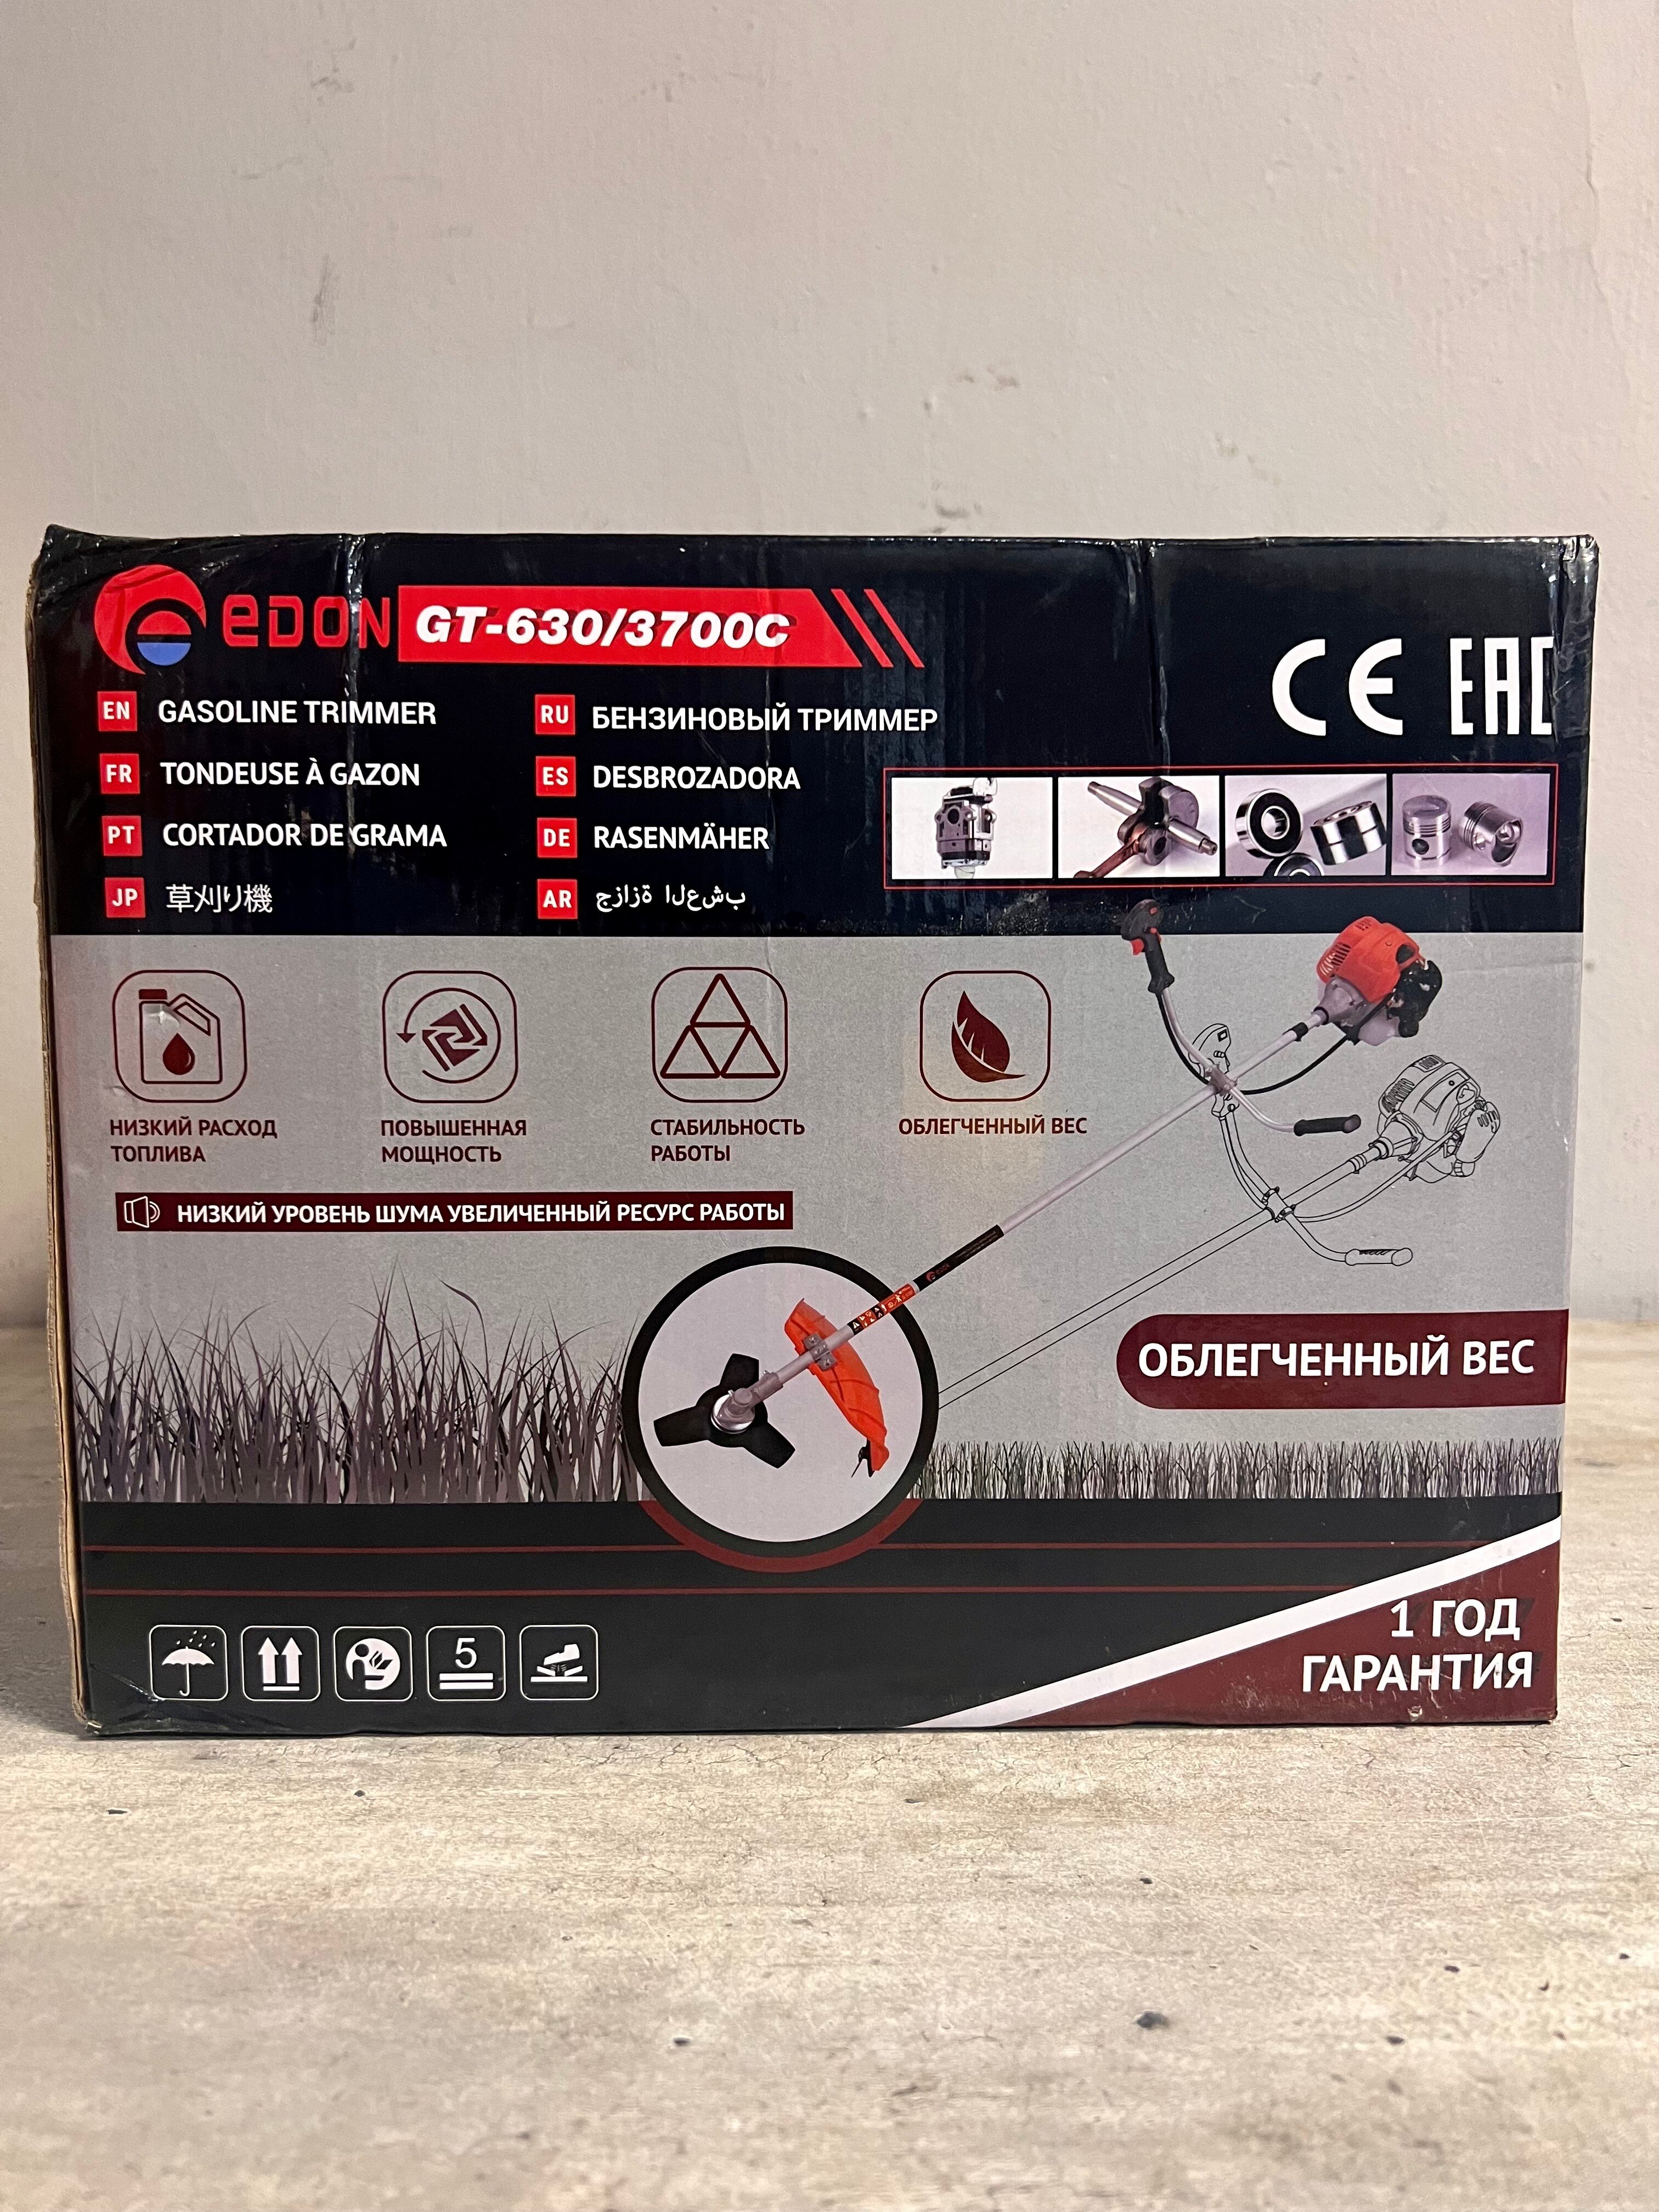 eDON GT-630/3700C
CE EAC
EN GASOLINE TRIMMER
RU БЕНЗИНОВЫЙ ТРИММЕР
FR TONDEUSE À GAZON
ES DESBROZADORA
PT CORTADOR DE GRAMA
DE RASENMÄHER
JP 草刈り機
AR ةزازج بشعلا
НИЗКИЙ РАСХОД
ТОПЛИВА
ПОВЫШЕННАЯ
МОЩНОСТЬ
СТАБИЛЬНОСТЬ
РАБОТЫ
ОБЛЕГЧЕННЫЙ ВЕС
НИЗКИЙ УРОВЕНЬ ШУМА УВЕЛИЧЕННЫЙ РЕСУРС РАБОТЫ
ОБЛЕГЧЕННЫЙ ВЕС
5
1 ГОД
ГАРАНТИЯ